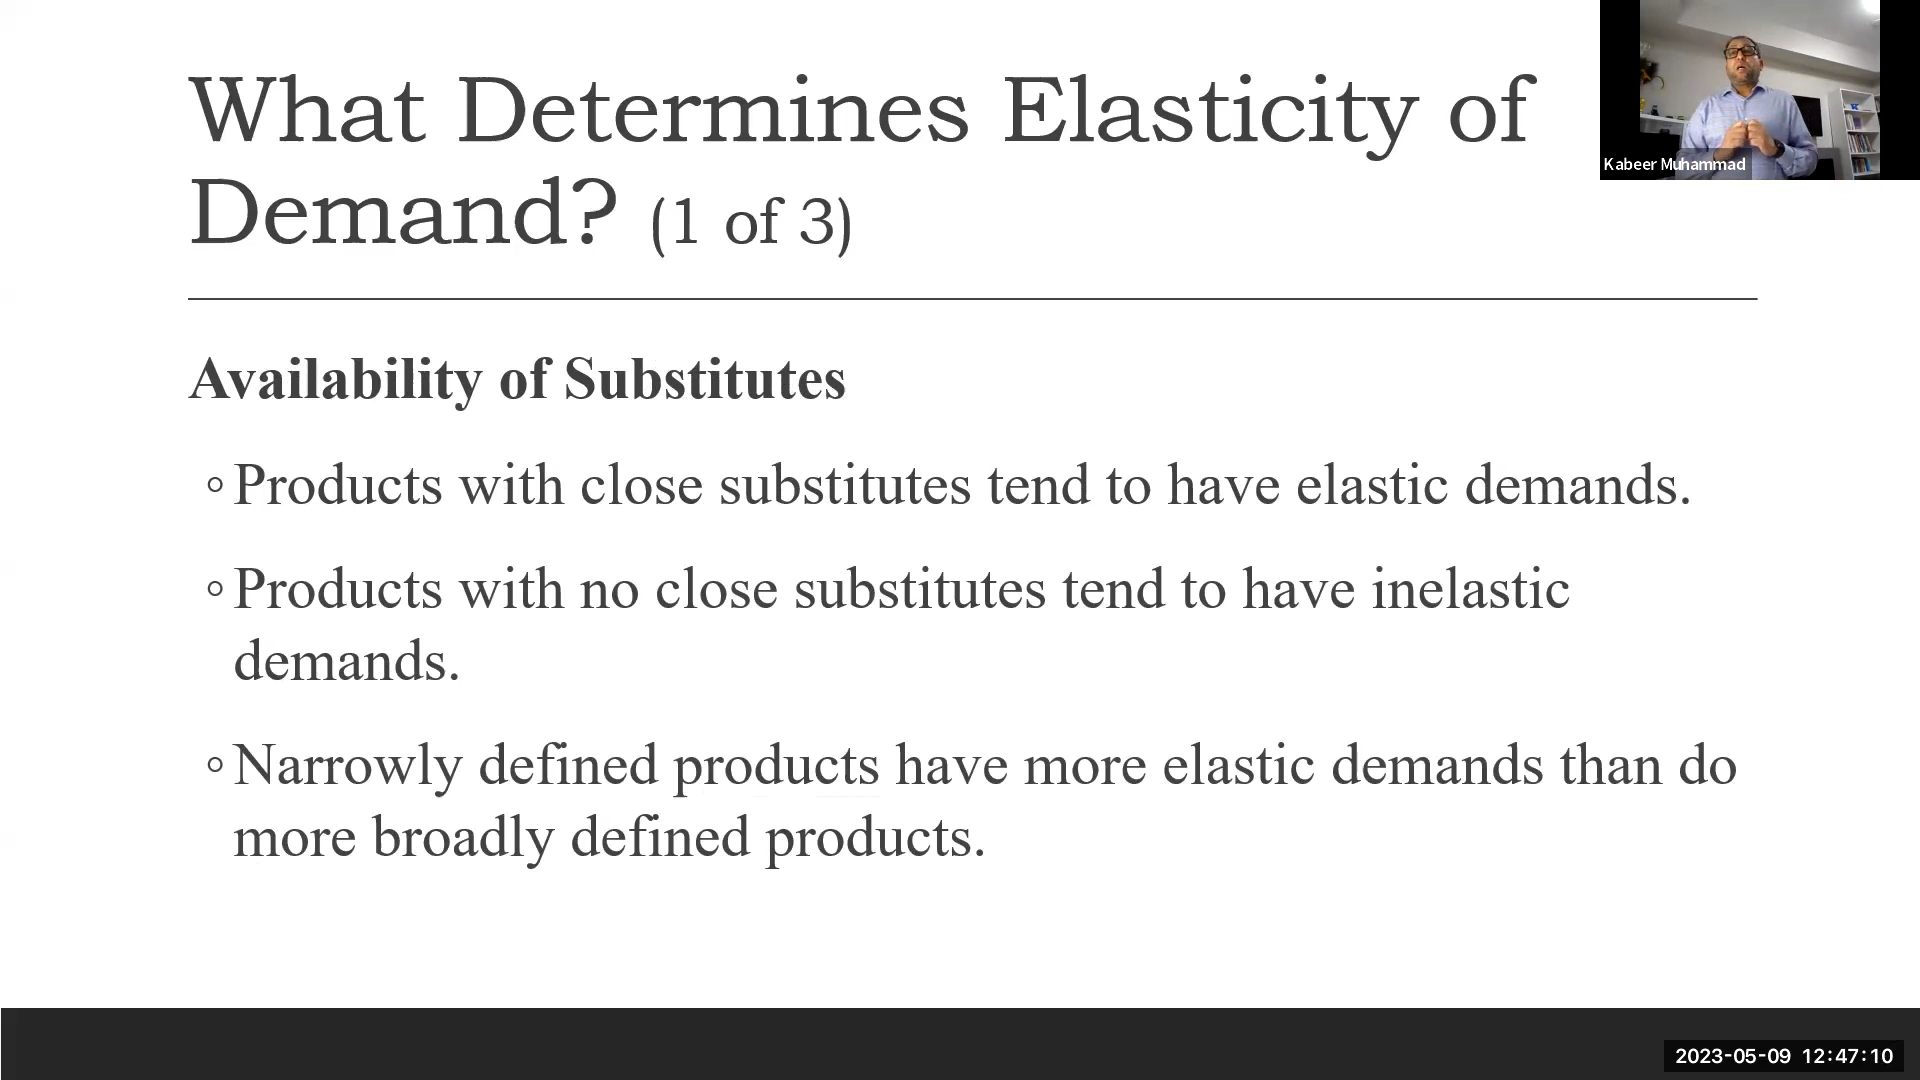 What Determines Elasticity of
Demand? (1 of 3)
Kabeer Muhammad
Availability of Substitutes
◦Products with close substitutes tend to have elastic demands.
◦Products with no close substitutes tend to have inelastic
demands.
◦Narrowly defined products have more elastic demands than do
more broadly defined products.
2023-05-09 12:47:10